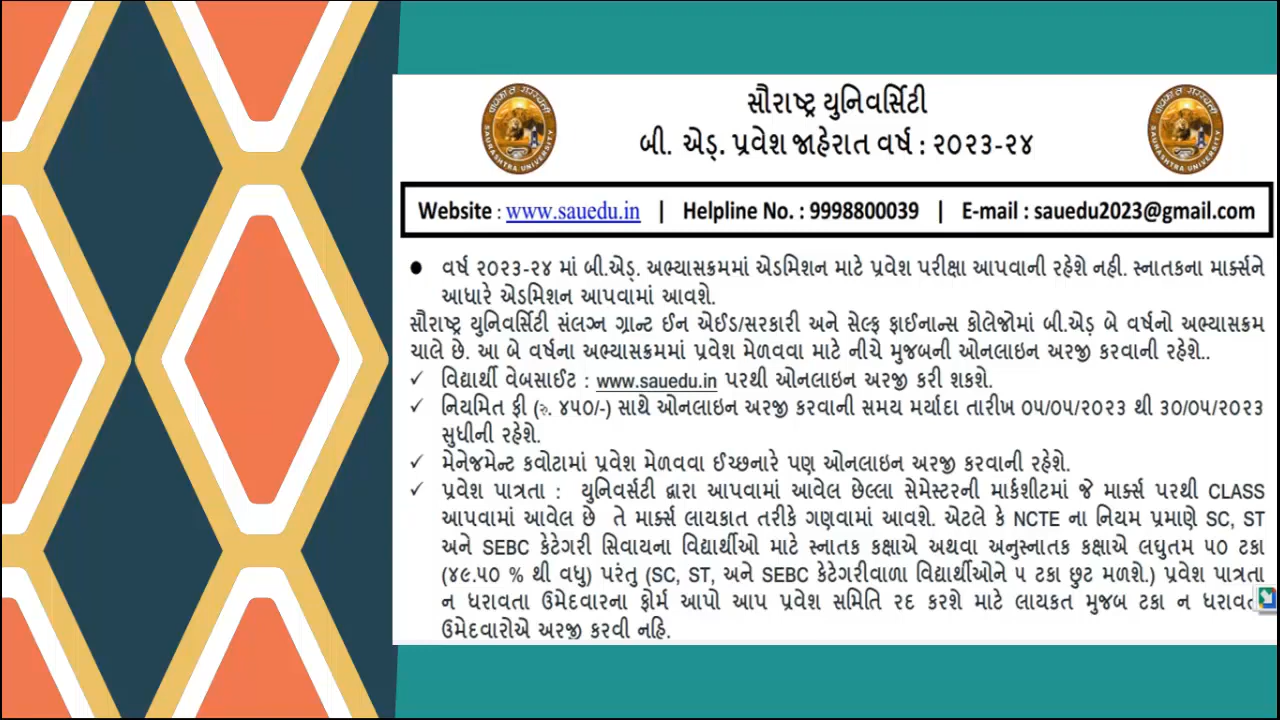 સૌરાષ્ટ્ર યુનિવર્સિટી
બી. એડ્. પ્રવેશ જાહેરાત વર્ષ : ૨૦૨૩-૨૪
Website : www.sauedu.in | Helpline No. : 9998800039 | E-mail : sauedu2023@gmail.com
● વર્ષ ૨૦૨૩-૨૪ માં બી.એડ્. અભ્યાસક્રમમાં એડમિશન માટે પ્રવેશ પરીક્ષા આપવાની રહેશે નહી. સ્નાતકના માર્ક્સને
આધારે એડમિશન આપવામાં આવશે.
સૌરાષ્ટ્ર યુનિવર્સિટી સંલગ્ન ગ્રાન્ટ ઈન એઈડ/સરકારી અને સેલ્ફ ફાઈનાન્સ કોલેજોમાં બી.એડ્ બે વર્ષનો અભ્યાસક્રમ
ચાલે છે. આ બે વર્ષના અભ્યાસક્રમમાં પ્રવેશ મેળવવા માટે નીચે મુજબની ઓનલાઇન અરજી કરવાની રહેશે..
✓ વિદ્યાર્થી વેબસાઈટ : www.sauedu.in પરથી ઓનલાઇન અરજી કરી શકશે.
✓ નિયમિત ફી (રુ. ૪૫૦/-) સાથે ઓનલાઇન અરજી કરવાની સમય મર્યાદા તારીખ ૦૫/૦૫/૨૦૨૩ થી ૩૦/૦૫/૨૦૨૩
સુધીની રહેશે.
✓ મેનેજમેન્ટ કવોટામાં પ્રવેશ મેળવવા ઈચ્છનારે પણ ઓનલાઇન અરજી કરવાની રહેશે.
✓ પ્રવેશ પાત્રતા : યુનિવર્સટી દ્વારા આપવામાં આવેલ છેલ્લા સેમેસ્ટરની માર્કશીટમાં જે માર્ક્સ પરથી CLASS
આપવામાં આવેલ છે તે માર્ક્સ લાયકાત તરીકે ગણવામાં આવશે. એટલે કે NCTE ના નિયમ પ્રમાણે SC, ST
અને SEBC કેટેગરી સિવાયના વિદ્યાર્થીઓ માટે સ્નાતક કક્ષાએ અથવા અનુસ્નાતક કક્ષાએ લઘુતમ ૫૦ ટકા
(૪૯.૫૦ % થી વધુ) પરંતુ (SC, ST, અને SEBC કેટેગરીવાળા વિદ્યાર્થીઓને ૫ ટકા છુટ મળશે.) પ્રવેશ પાત્રતા
ન ધરાવતા ઉમેદવારના ફોર્મ આપો આપ પ્રવેશ સમિતિ રદ કરશે માટે લાયકત મુજબ ટકા ન ધરાવતા
ઉમેદવારોએ અરજી કરવી નહિ.